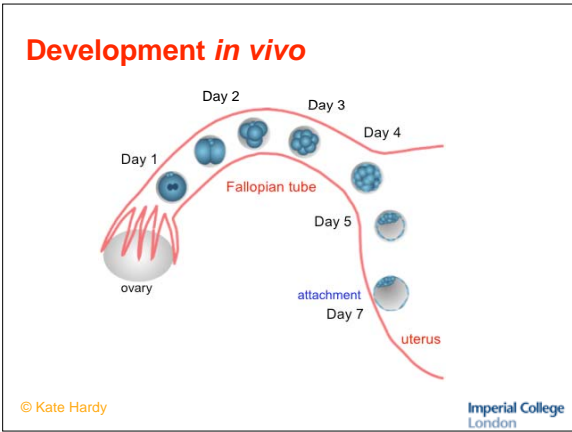 Development in vivo
Day 2
Day 3
Day 4
Day 1
Fallopian tube
Day 5
ovary
attachment
Day 7
uterus
© Kate Hardy
Imperial College
London